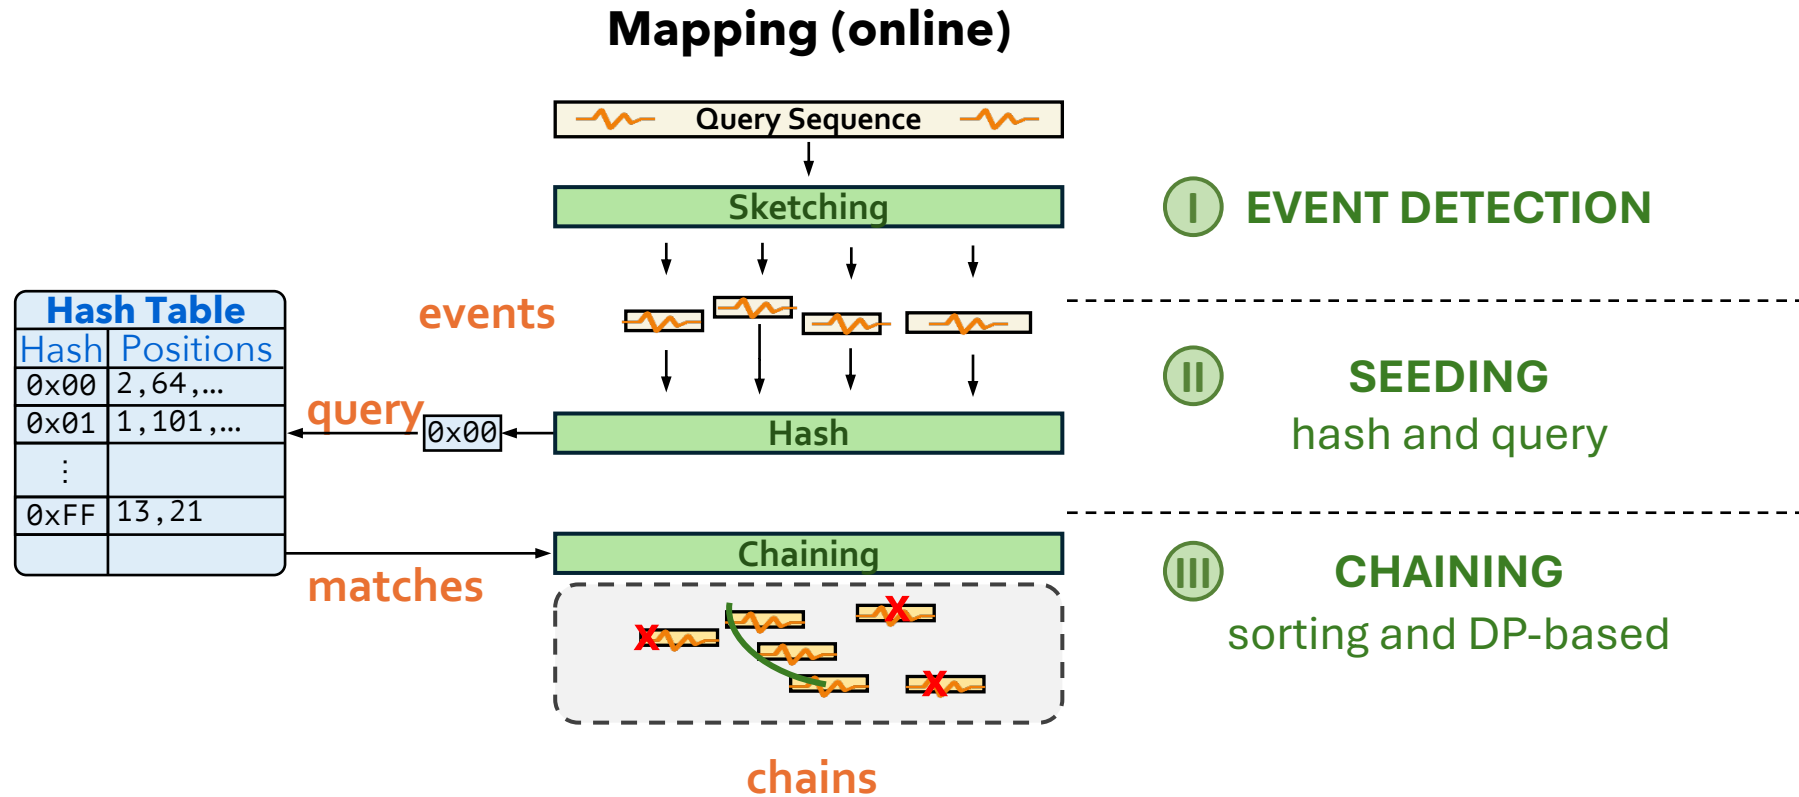 Mapping (online)
Query Sequence
Sketching
I EVENT DETECTION
events
Hash Table
Hash Positions
0x00 2,64,…
0x01 1,101,…
⋮
0xFF 13,21
query
0x00
Hash
II SEEDING
hash and query
matches
Chaining
III CHAINING
sorting and DP-based
X
X
X
chains